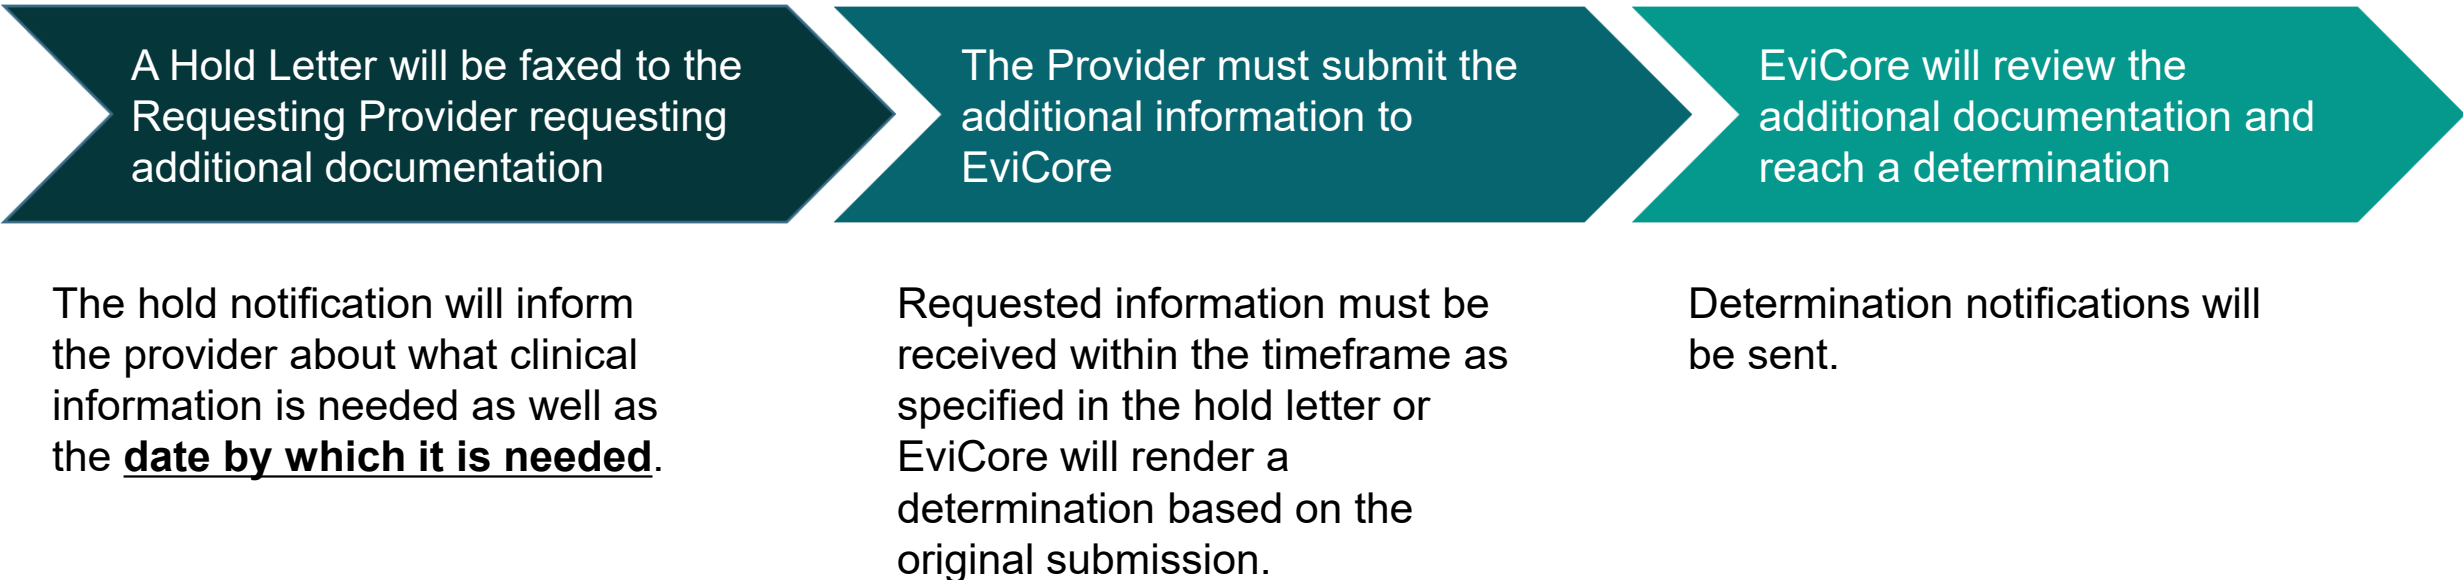 A Hold Letter will be faxed to the
Requesting Provider requesting
additional documentation
The Provider must submit the
additional information to
EviCore
EviCore will review the
additional documentation and
reach a determination
The hold notification will inform
the provider about what clinical
information is needed as well as
the date by which it is needed.
Requested information must be
received within the timeframe as
specified in the hold letter or
EviCore will render a
determination based on the
original submission.
Determination notifications will
be sent.